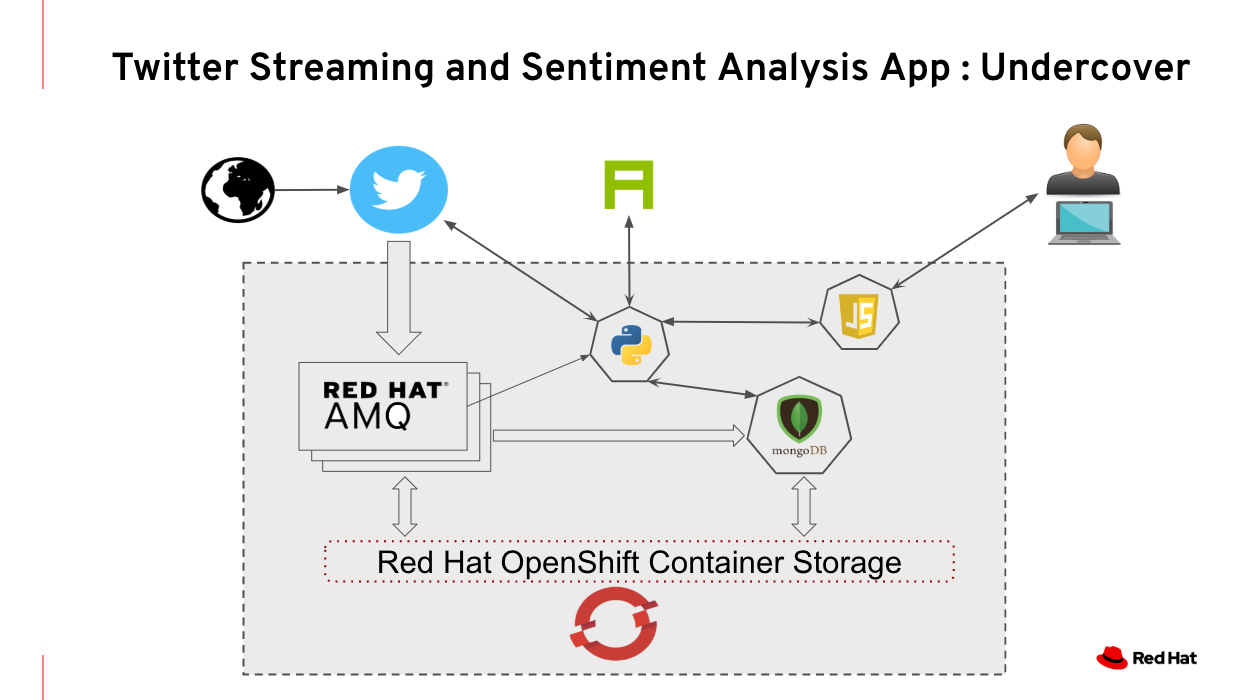 Twitter Streaming and Sentiment Analysis App : Undercover
JS
RED HAT®
AMQ
mongoDB
Red Hat OpenShift Container Storage
Red Hat